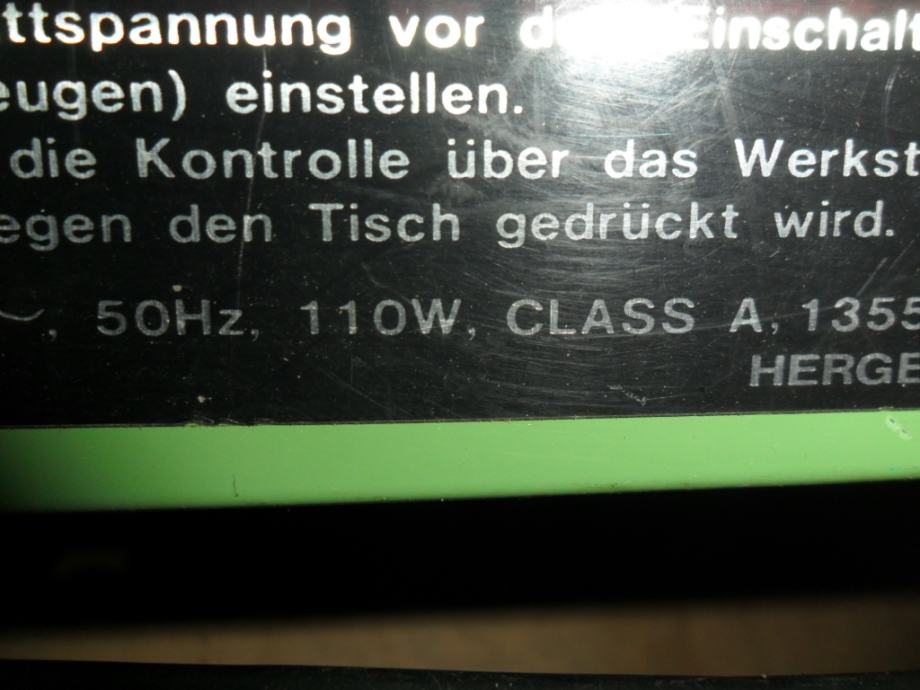 ttspannung vor d Einschalt
eugen) einstellen.
die Kontrolle über das Werkst
egen den Tisch gedrückt wird.
~, 50Hz, 110W, CLASS A, 1355
HERGE